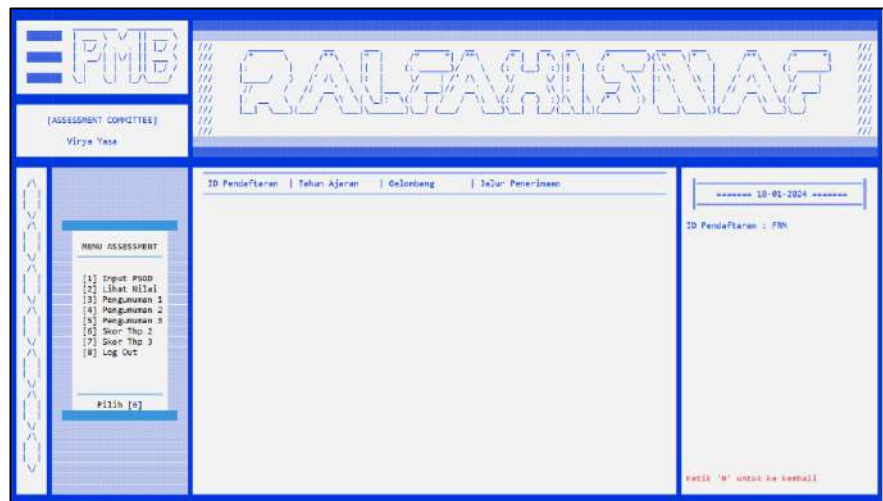 PMB
RALFAHISNAF
[ASSESSMENT COMMITTEE]
Virya Yasa
ID Pendaftaran | Tahun Ajaran | Gelombang | Jalur Penerimaan
======= 18-01-2024 =======
ID Pendaftaran : FRM
MENU ASSESSMENT
[1] Input PSOD
[2] Lihat Nilai
[3] Pengumuman 1
[4] Pengumuman 2
[5] Pengumuman 3
[6] Skor Thp 2
[7] Skor Thp 3
[8] Log Out
Pilih [6]
Ketik '0' untuk ke kembali